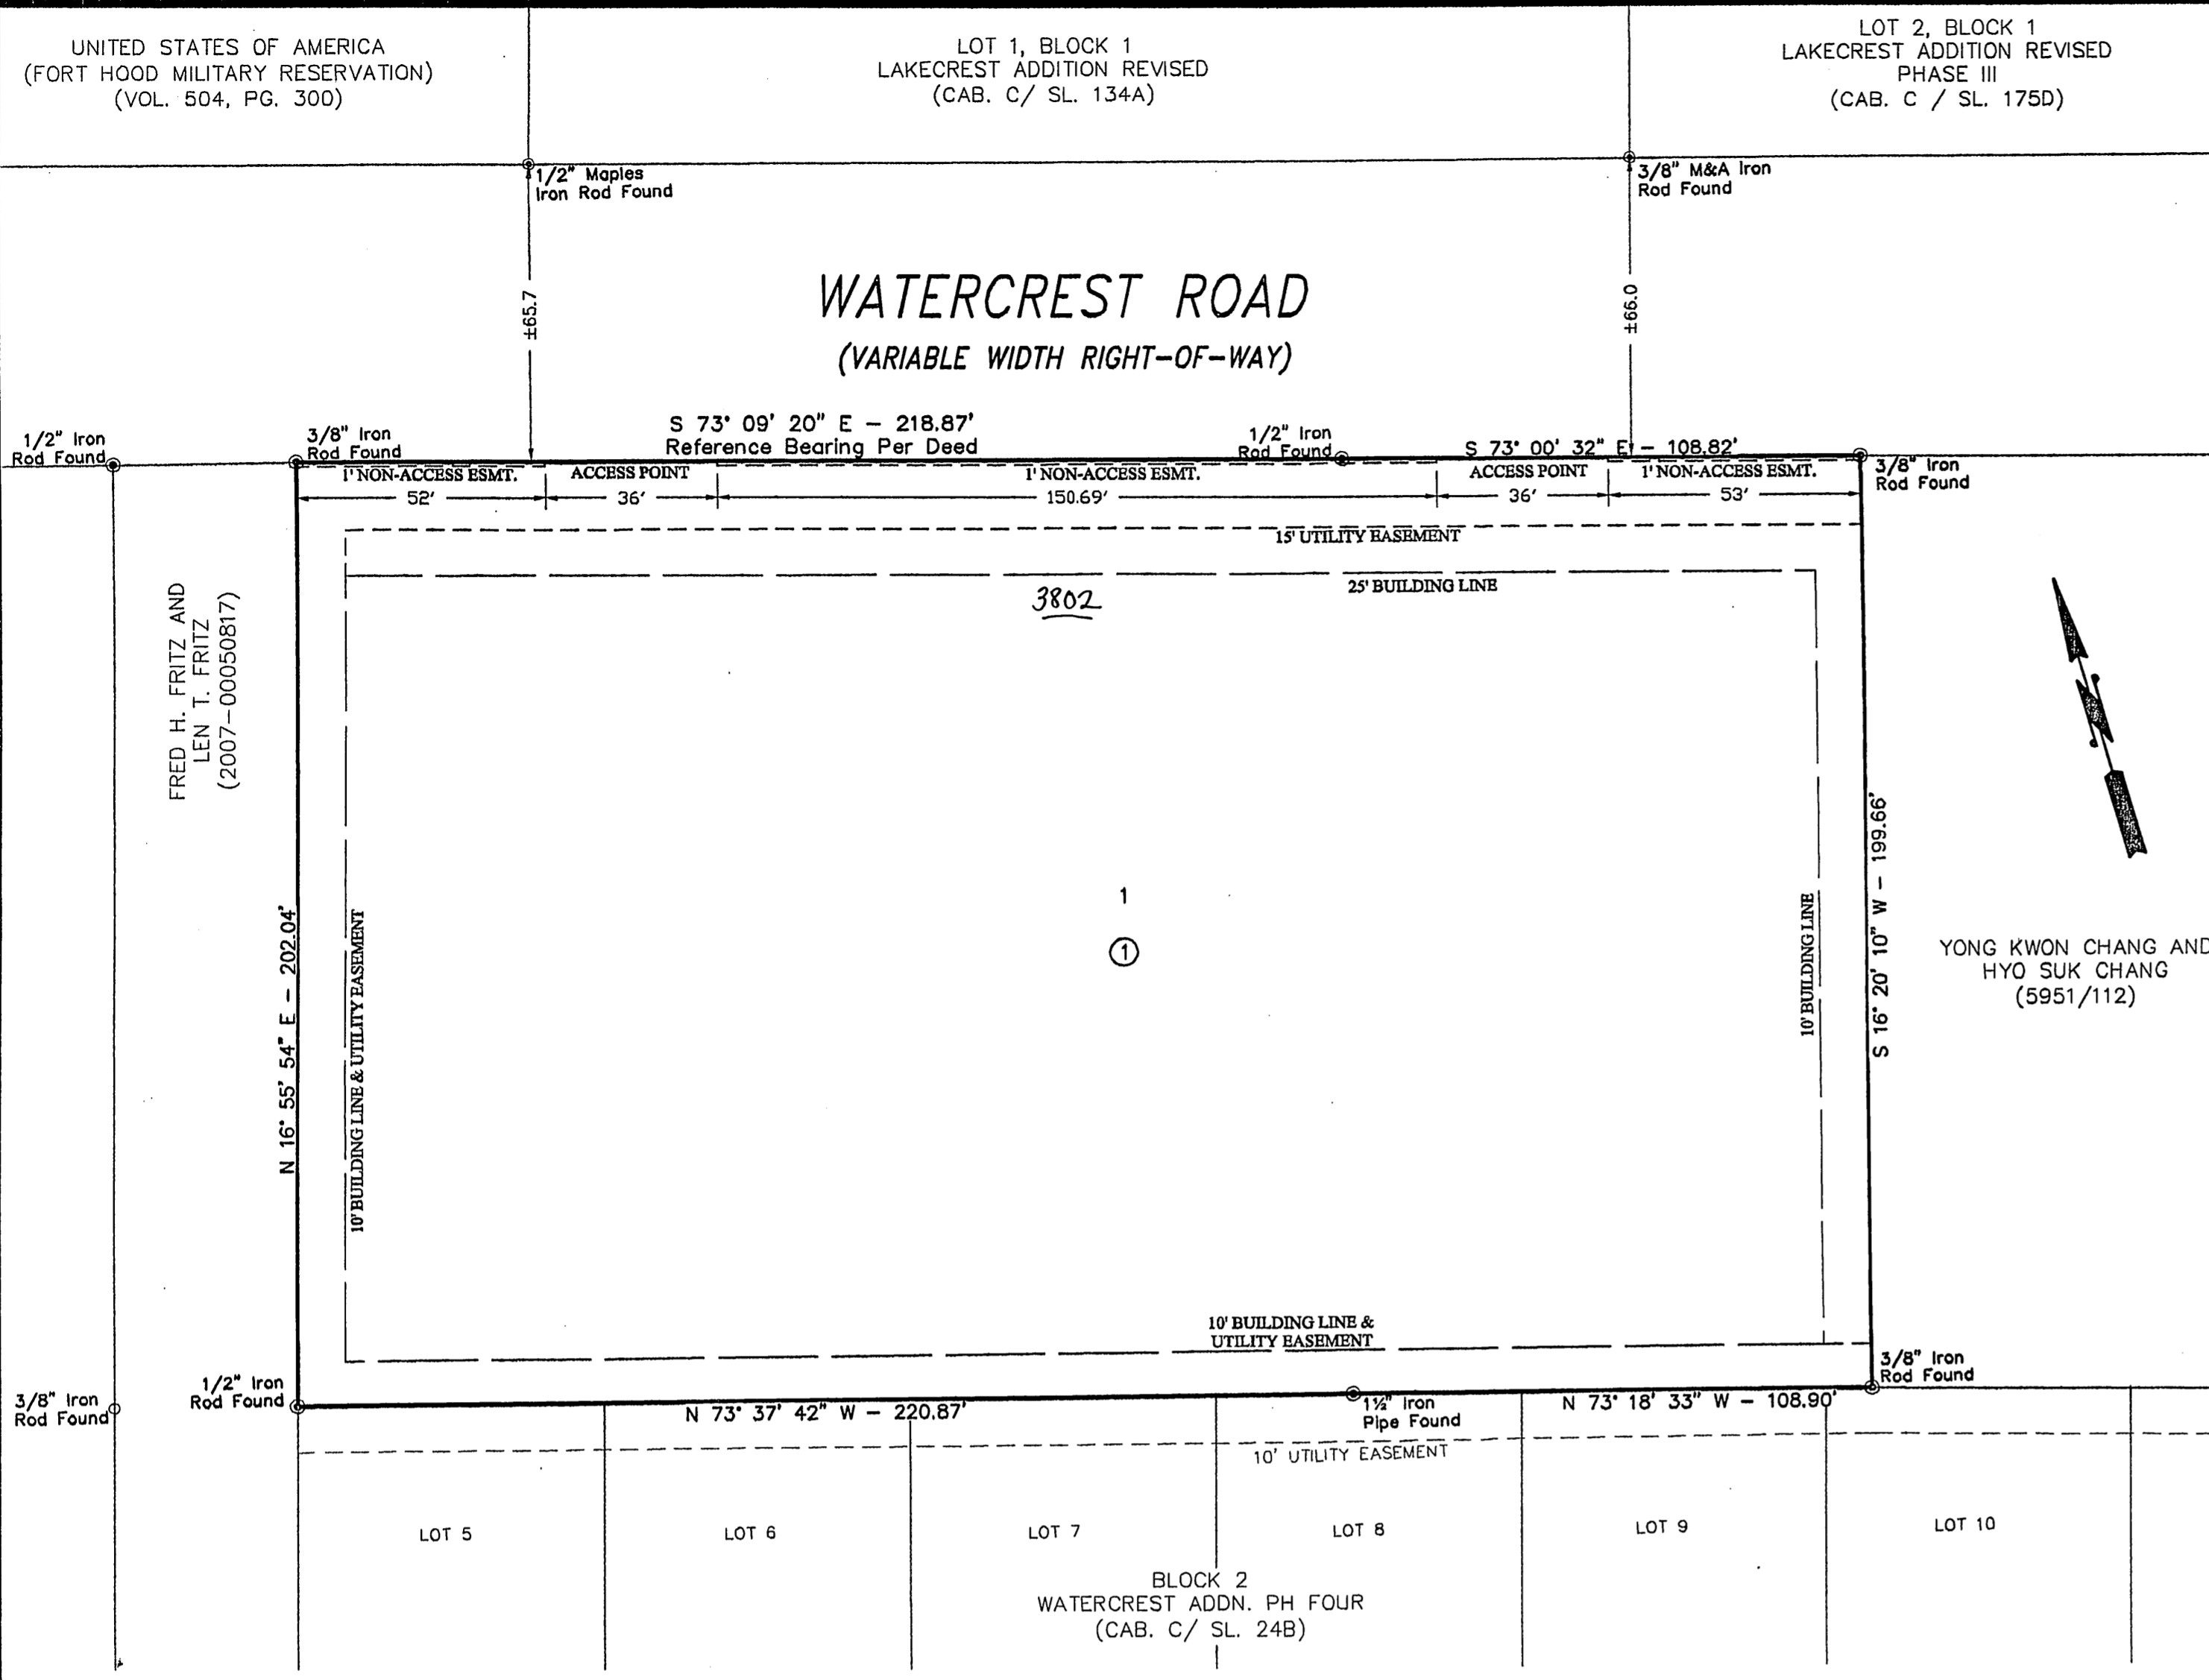 UNITED STATES OF AMERICA
(FORT HOOD MILITARY RESERVATION)
(VOL. 504, PG. 300)
LOT 1, BLOCK 1
LAKECREST ADDITION REVISED
(CAB. C/ SL. 134A)
LOT 2, BLOCK 1
LAKECREST ADDITION REVISED
PHASE III
(CAB. C / SL. 175D)
1/2" Maples
Iron Rod Found
3/8" M&A Iron
Rod Found
±65.7
WATERCREST ROAD
(VARIABLE WIDTH RIGHT-OF-WAY)
±66.0
1/2" Iron
Rod Found
3/8" Iron
Rod Found
S 73° 09' 20" E - 218.87'
Reference Bearing Per Deed
1/2" Iron
Rod Found
S 73° 00' 32" E - 108.82'
3/8" Iron
Rod Found
1' NON-ACCESS ESMT.
52'
ACCESS POINT
36'
1' NON-ACCESS ESMT.
150.69'
ACCESS POINT
36'
1' NON-ACCESS ESMT.
53'
15' UTILITY EASEMENT
25' BUILDING LINE
3802
FRED H. FRITZ AND
LEN T. FRITZ
(2007-00050817)
N 16° 55' 54" E - 202.04'
10' BUILDING LINE & UTILITY EASEMENT
1
1
10' BUILDING LINE
S 16° 20' 10" W - 199.66'
YONG KWON CHANG AND
HYO SUK CHANG
(5951/112)
10' BUILDING LINE &
UTILITY EASEMENT
3/8" Iron
Rod Found
1/2" Iron
Rod Found
N 73° 37' 42" W - 220.87'
1½" Iron
Pipe Found
N 73° 18' 33" W - 108.90'
3/8" Iron
Rod Found
10' UTILITY EASEMENT
LOT 5
LOT 6
LOT 7
LOT 8
LOT 9
LOT 10
BLOCK 2
WATERCREST ADDN. PH FOUR
(CAB. C/ SL. 24B)